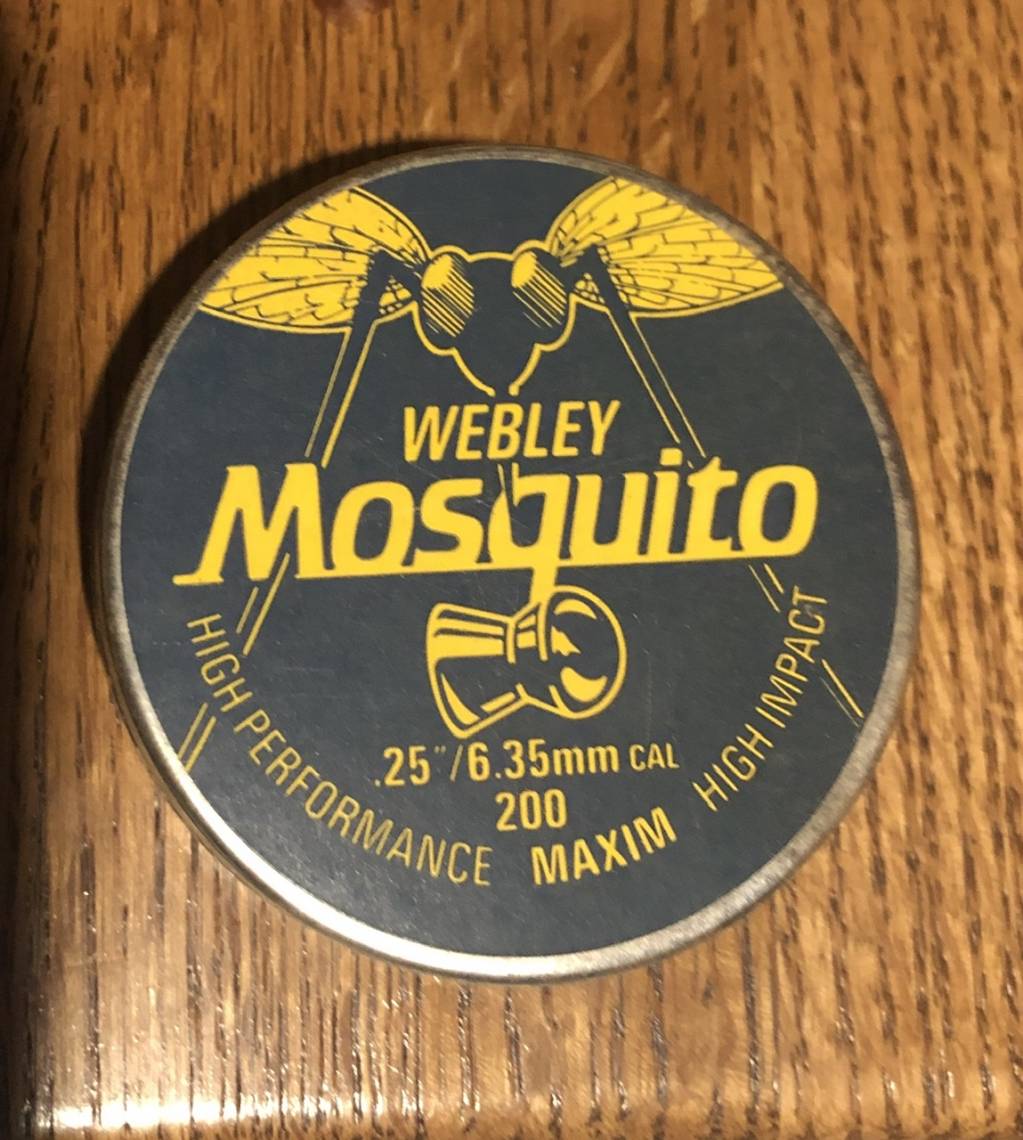 WEBLEY
Mosquito
.25"/6.35mm CAL
200
HIGH PERFORMANCE MAXIM HIGH IMPACT